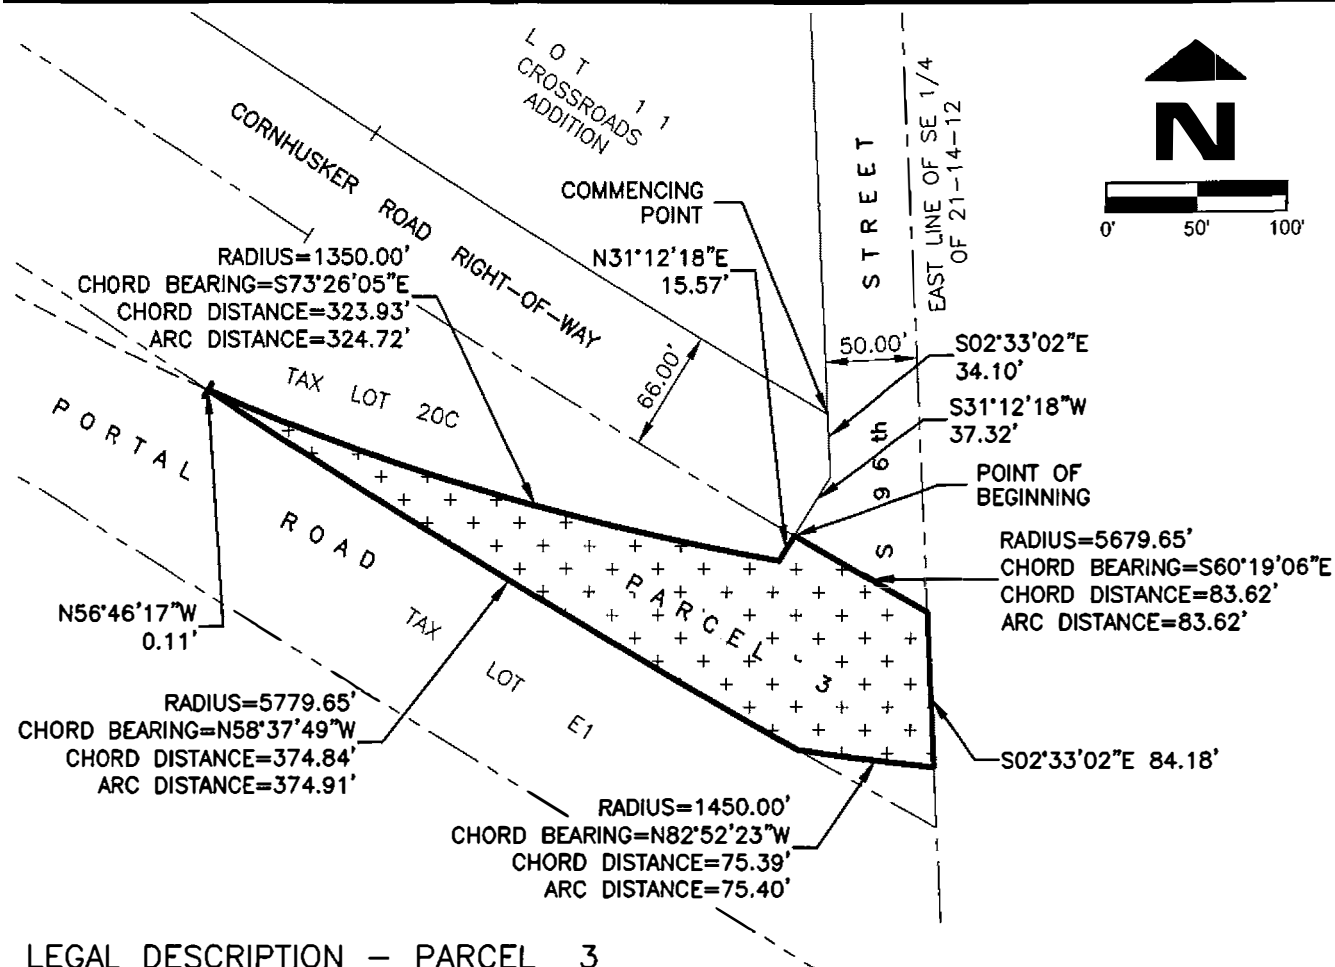 LOT 11
CROSSROADS
ADDITION
CORNHUSKER ROAD RIGHT-OF-WAY
COMMENCING
POINT
N31°12'18"E
15.57'
S 96th STREET
EAST LINE OF SE 1/4
OF 21-14-12
N
0' 50' 100'
RADIUS=1350.00'
CHORD BEARING=S73°26'05"E
CHORD DISTANCE=323.93'
ARC DISTANCE=324.72'
66.00'
50.00'
S02°33'02"E
34.10'
S31°12'18"W
37.32'
POINT OF
BEGINNING
TAX LOT 20C
PORTAL ROAD
RADIUS=5679.65'
CHORD BEARING=S60°19'06"E
CHORD DISTANCE=83.62'
ARC DISTANCE=83.62'
PARCEL - 3
N56°46'17"W
0.11'
TAX LOT E1
RADIUS=5779.65'
CHORD BEARING=N58°37'49"W
CHORD DISTANCE=374.84'
ARC DISTANCE=374.91'
S02°33'02"E 84.18'
RADIUS=1450.00'
CHORD BEARING=N82°52'23"W
CHORD DISTANCE=75.39'
ARC DISTANCE=75.40'
LEGAL DESCRIPTION - PARCEL 3